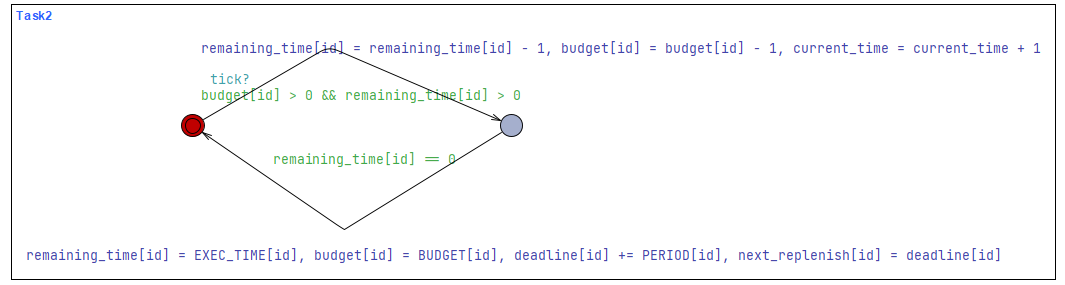 Task2
remaining_time[id] = remaining_time[id] - 1, budget[id] = budget[id] - 1, current_time = current_time + 1
tick?
budget[id] > 0 && remaining_time[id] > 0
remaining_time[id] == 0
remaining_time[id] = EXEC_TIME[id], budget[id] = BUDGET[id], deadline[id] += PERIOD[id], next_replenish[id] = deadline[id]